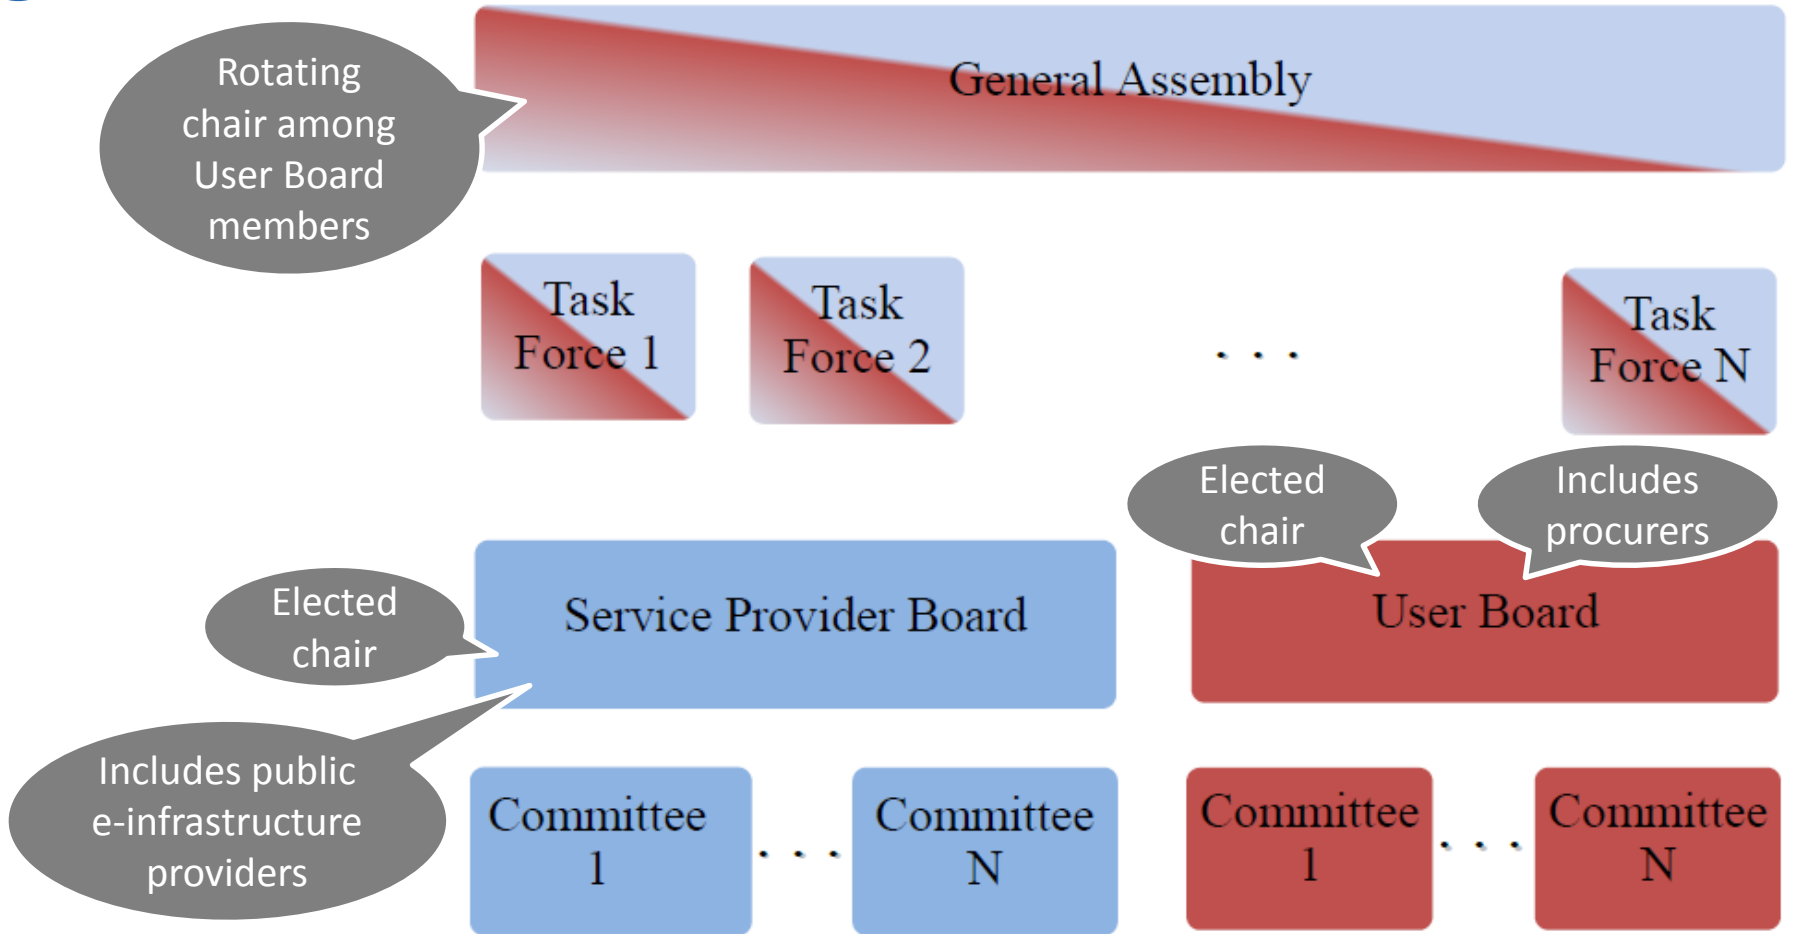 Rotating
chair among
User Board
members
General Assembly
Task
Force 1
Task
Force 2
. . .
Task
Force N
Elected
chair
Includes
procurers
Elected
chair
Service Provider Board
User Board
Includes public
e-infrastructure
providers
Committee
1
. . .
Committee
N
Committee
1
. . .
Committee
N